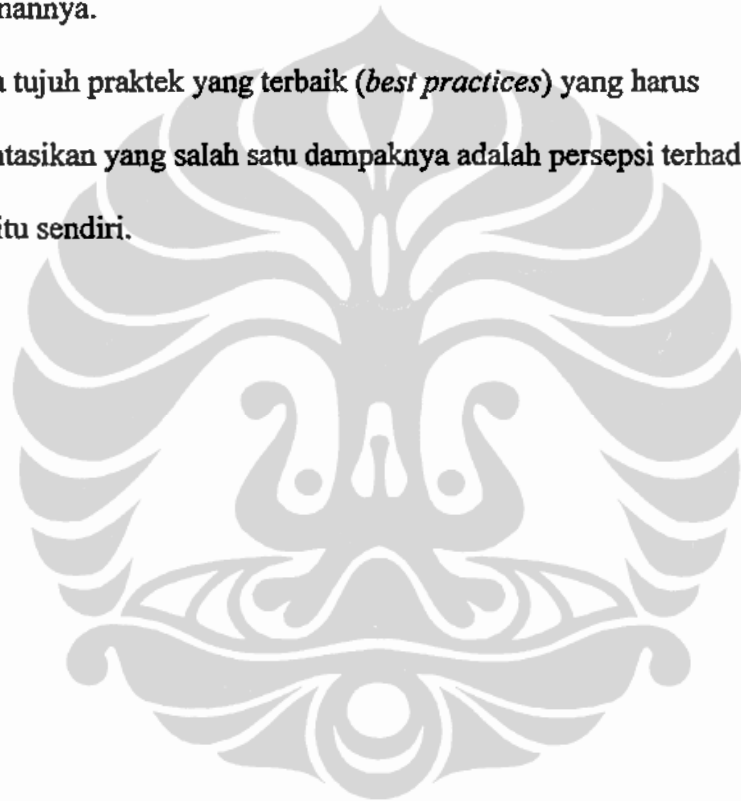 nannya.
tujuh praktek yang terbaik (best practices) yang harus
ntasikan yang salah satu dampaknya adalah persepsi terhad
itu sendiri.